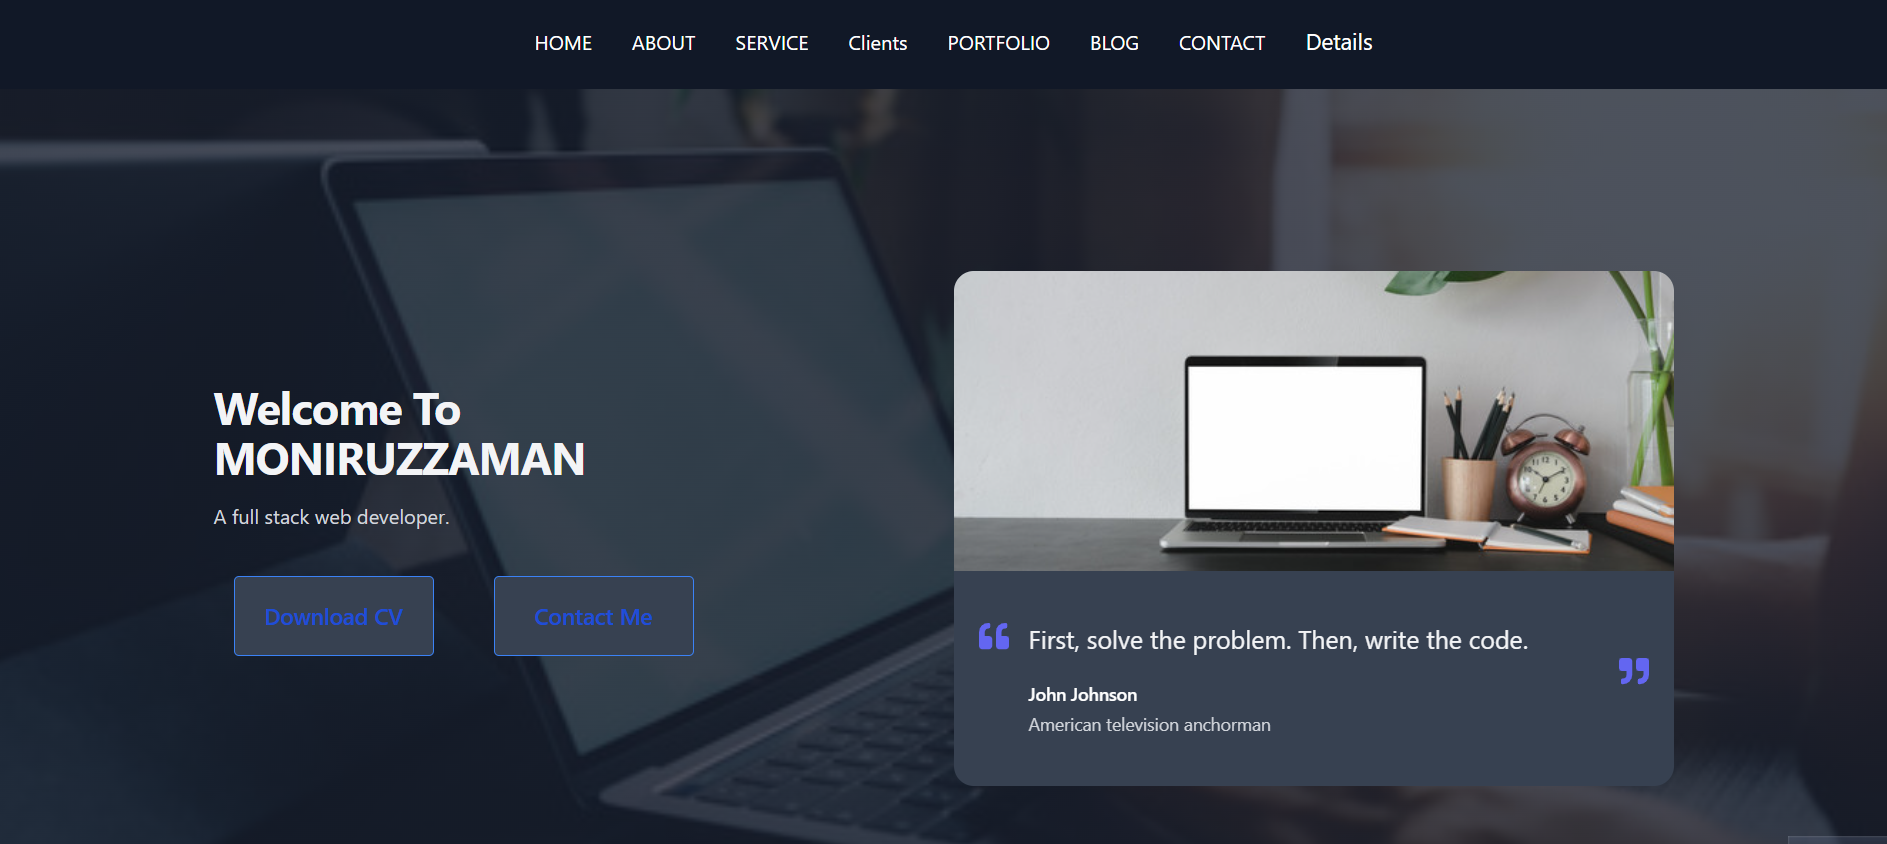 HOME ABOUT SERVICE Clients PORTFOLIO BLOG CONTACT Details
Welcome To
MONIRUZZAMAN
A full stack web developer.
Download CV Contact Me
First, solve the problem. Then, write the code.
John Johnson
American television anchorman